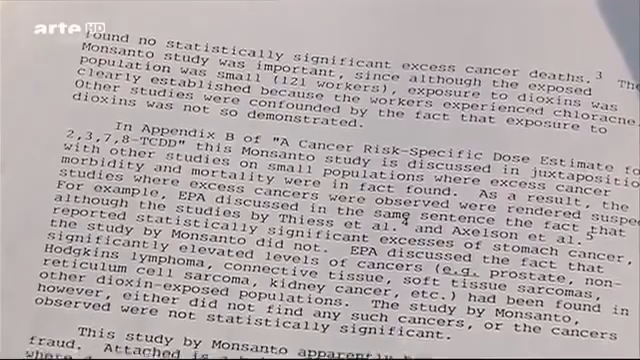 arte HD
found no statistically significant excess cancer deaths.3 The
Monsanto study was important, since although the exposed
population was small (121 workers), exposure to dioxins was
clearly established because the workers experienced chloracne.
Other studies were confounded by the fact that exposure to
dioxins was not so demonstrated.
In Appendix B of "A Cancer Risk-Specific Dose Estimate fo
2,3,7,8-TCDD" this Monsanto study is discussed in juxtapositio
with other studies on small populations where excess cancer
morbidity and mortality were in fact found. As a result, the
studies where excess cancers were observed were rendered suspec
For example, EPA discussed in the same sentence the fact that
although the studies by Thiess et al.4 and Axelson et al.5
reported statistically significant excesses of stomach cancer,
the study by Monsanto did not. EPA discussed the fact that
significantly elevated levels of cancers (e.g. prostate, non-
Hodgkins lymphoma, connective tissue, soft tissue sarcomas,
reticulum cell sarcoma, kidney cancer, etc.) had been found in
other dioxin-exposed populations. The study by Monsanto,
however, either did not find any such cancers, or the cancers
observed were not statistically significant.
This study by Monsanto apparently
fraud. Attached is a